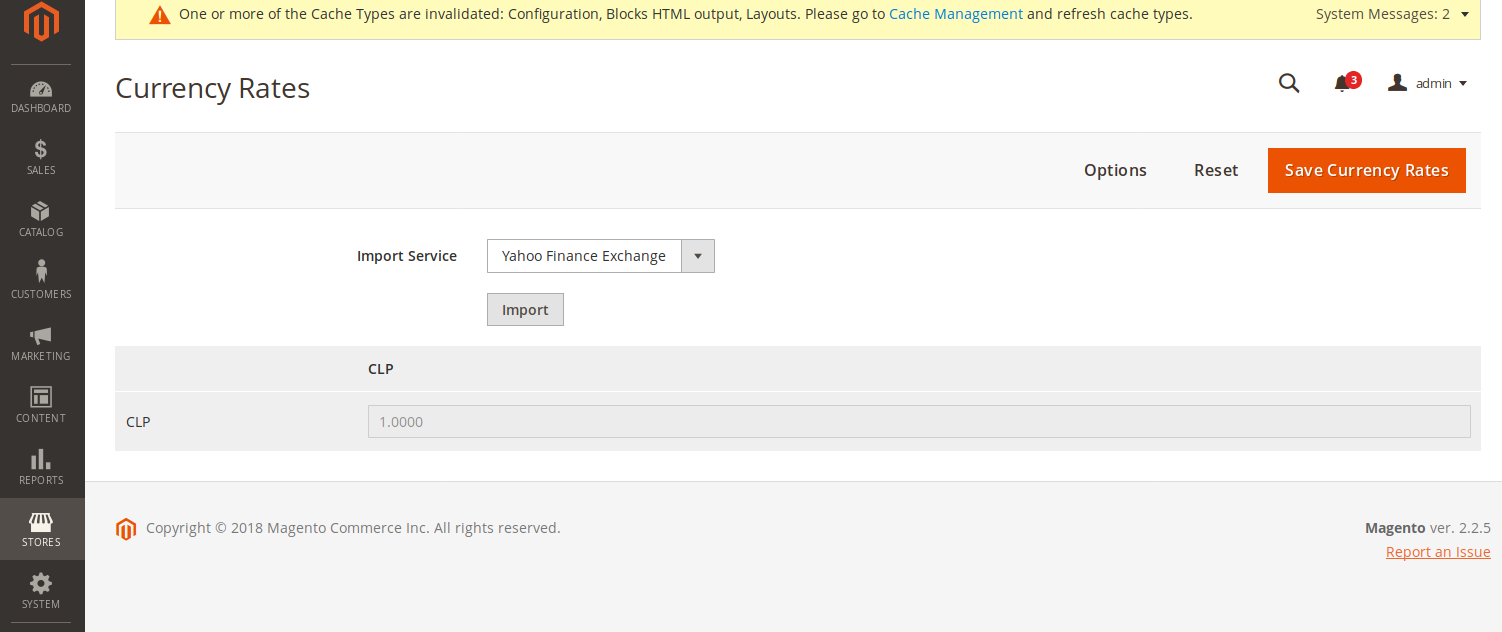 One or more of the Cache Types are invalidated: Configuration, Blocks HTML output, Layouts. Please go to Cache Management and refresh cache types.
System Messages: 2
Currency Rates
3
admin
Options
Reset
Save Currency Rates
Import Service
Yahoo Finance Exchange
Import
CLP
CLP
1.0000
DASHBOARD
SALES
CATALOG
CUSTOMERS
MARKETING
CONTENT
REPORTS
STORES
SYSTEM
Copyright © 2018 Magento Commerce Inc. All rights reserved.
Magento ver. 2.2.5
Report an Issue